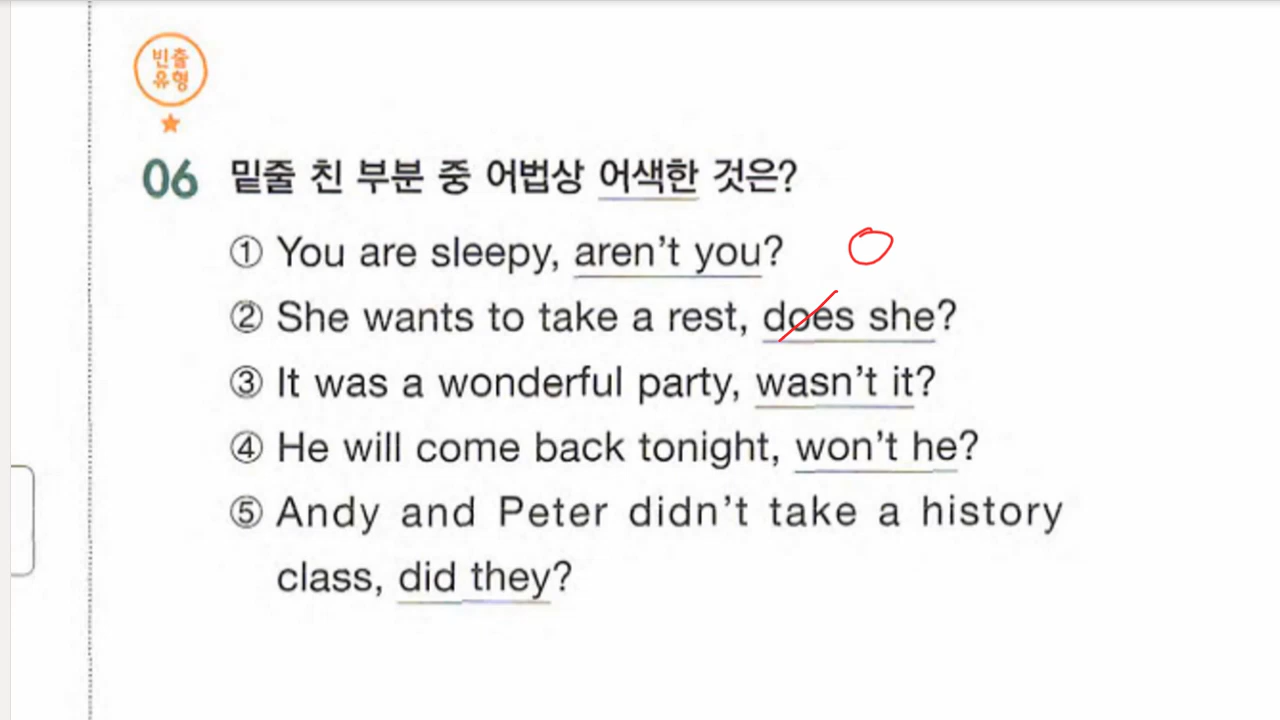 빈출
유형
06 밑줄 친 부분 중 어법상 어색한 것은?
① You are sleepy, aren't you?
② She wants to take a rest, does she?
③ It was a wonderful party, wasn't it?
④ He will come back tonight, won't he?
⑤ Andy and Peter didn't take a history
class, did they?